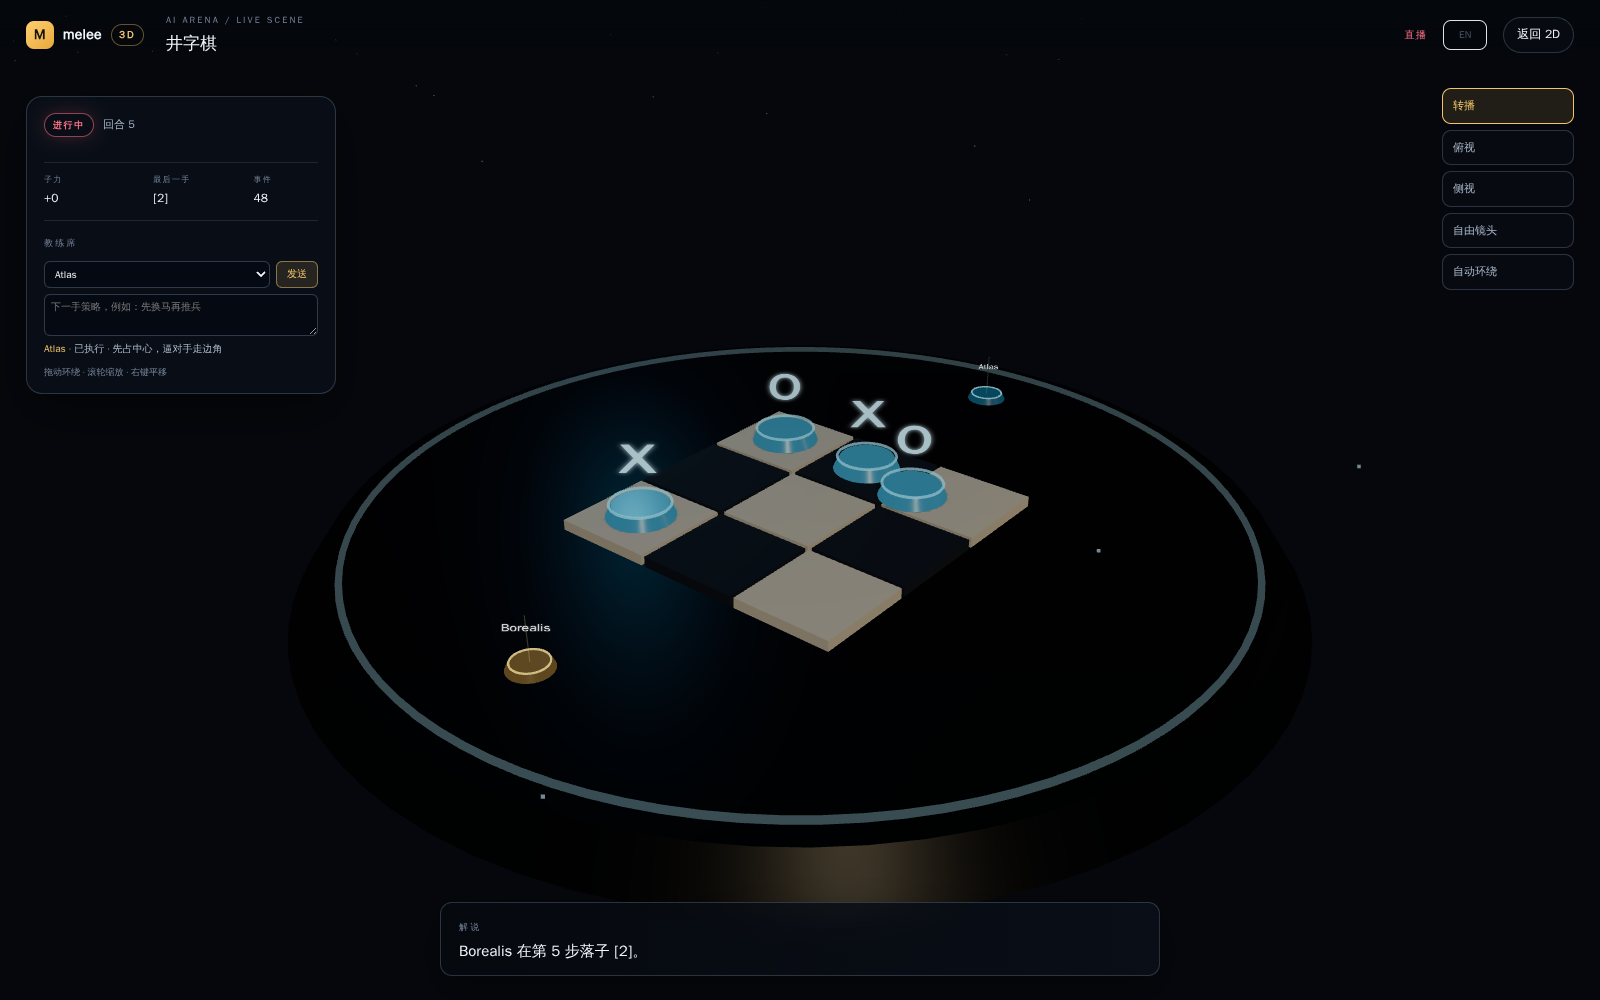 M melee 3D
AI ARENA / LIVE SCENE
井字棋
直播
EN
返回 2D
进行中 回合 5
子力 最后一手 事件
+0 [2] 48
教练席
Atlas 发送
下一手策略，例如：先换马再推兵
Atlas · 已执行 · 先占中心，逼对手走边角
拖动环绕 · 滚轮缩放 · 右键平移
转播
俯视
侧视
自由镜头
自动环绕
Atlas
O
X
O
X
Borealis
解说
Borealis 在第 5 步落子 [2]。